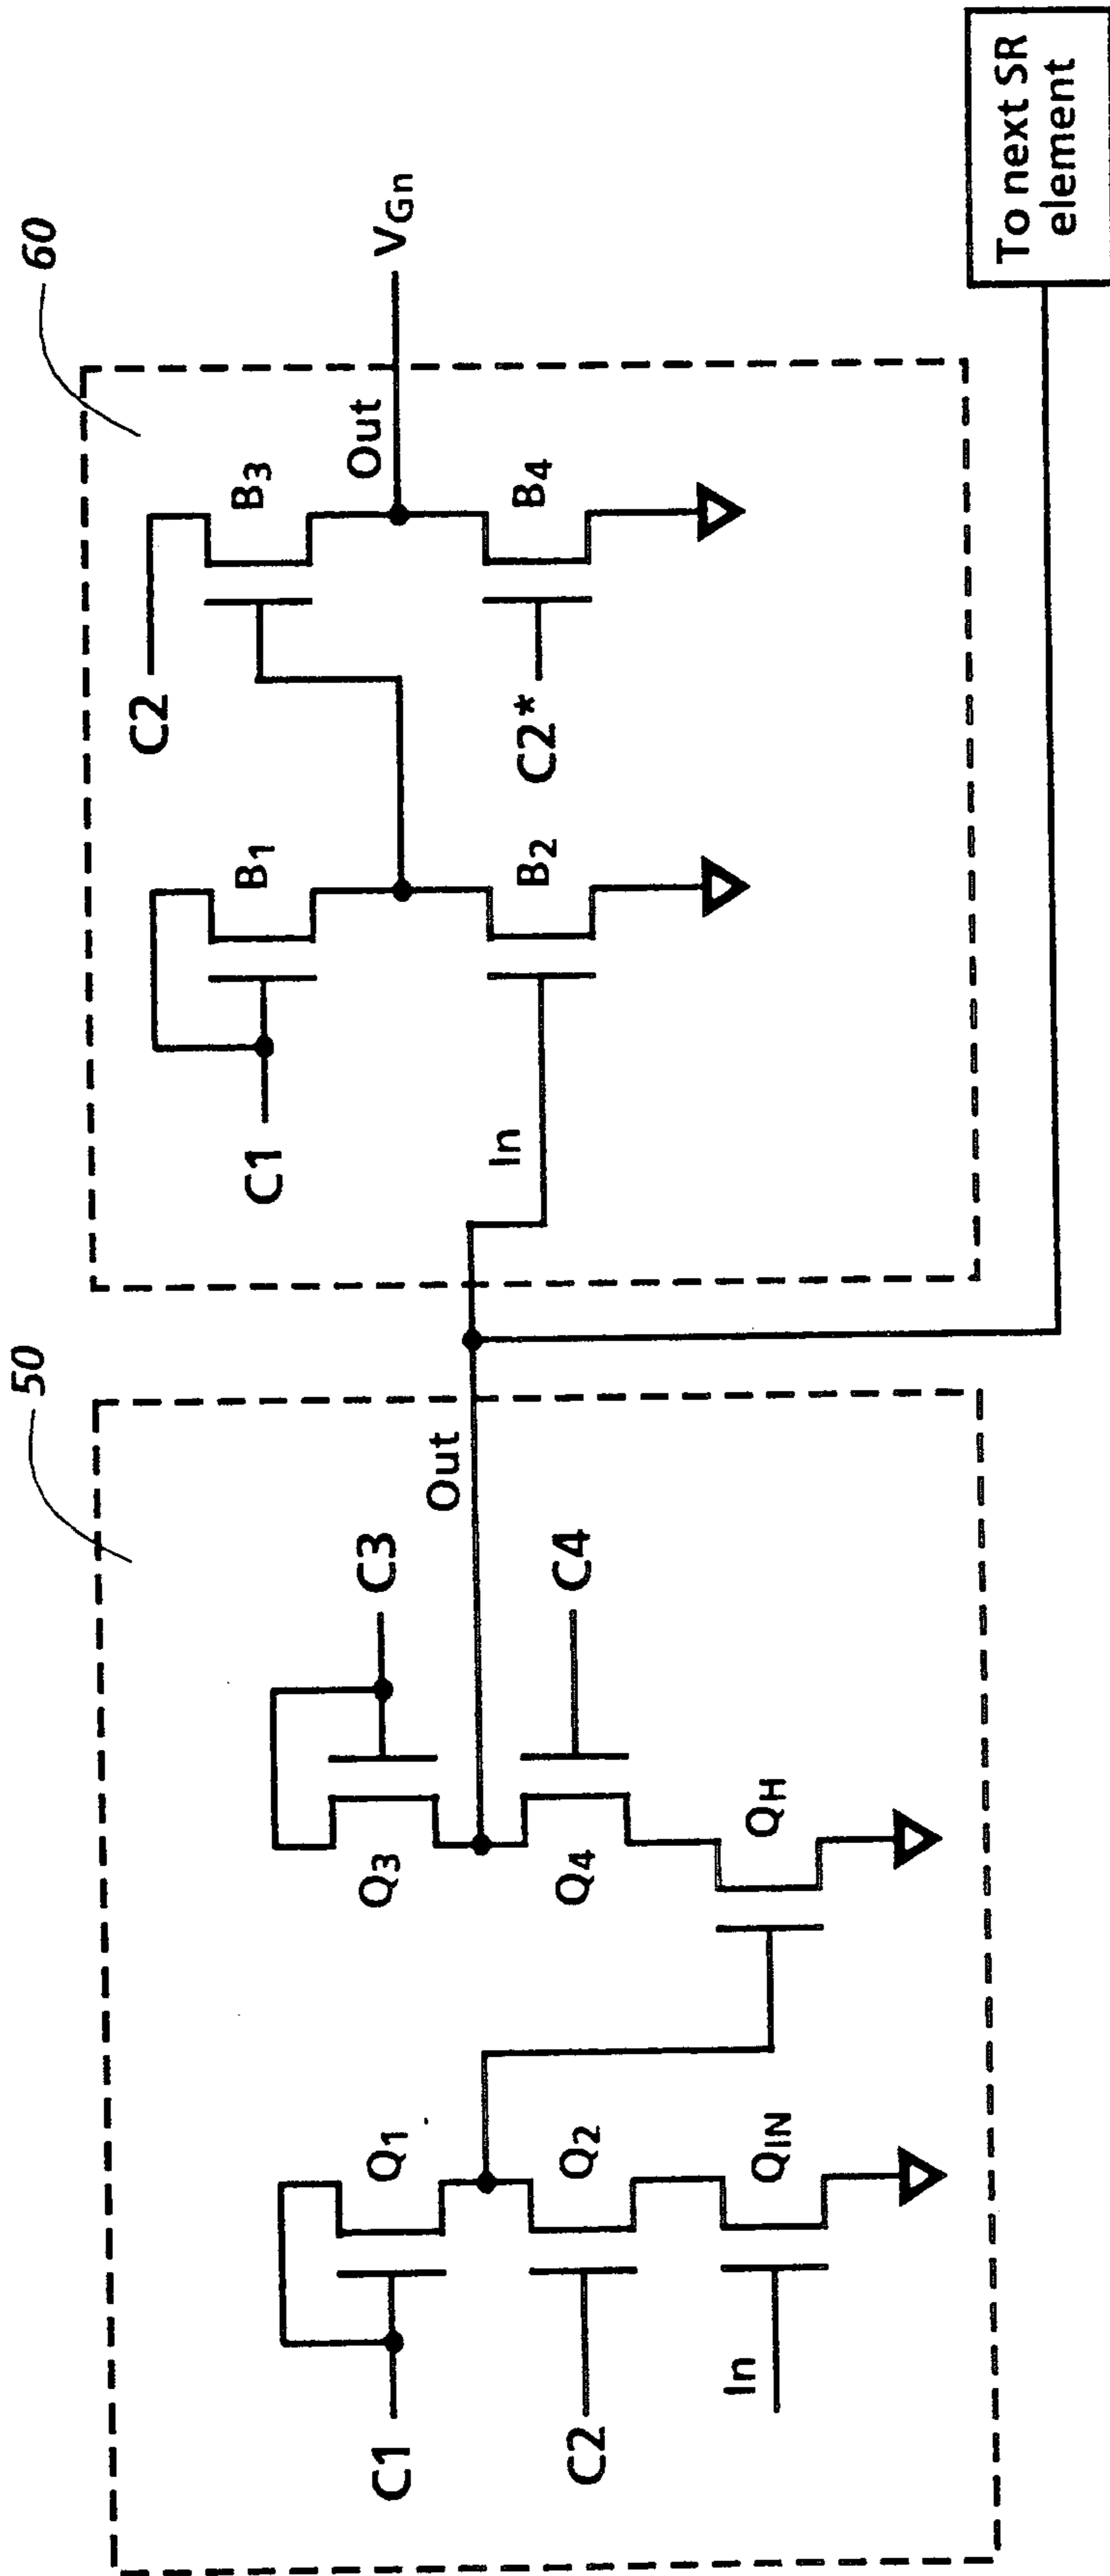 50
C1
Q1
C2
Q2
In
QIN
Q3
C3
Q4
C4
QH
Out
60
C1
B1
In
B2
C2
B3
C2*
B4
Out
VGn
To next SR
element